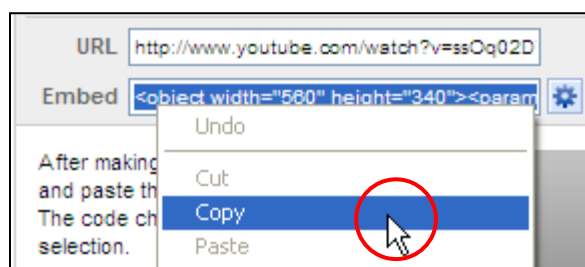 URL http://www.youtube.com/watch?v=ssOq02D
Embed <object width="560" height="340"><param
Undo
After making
Cut
and paste th
The code ch
Copy
selection.
Paste